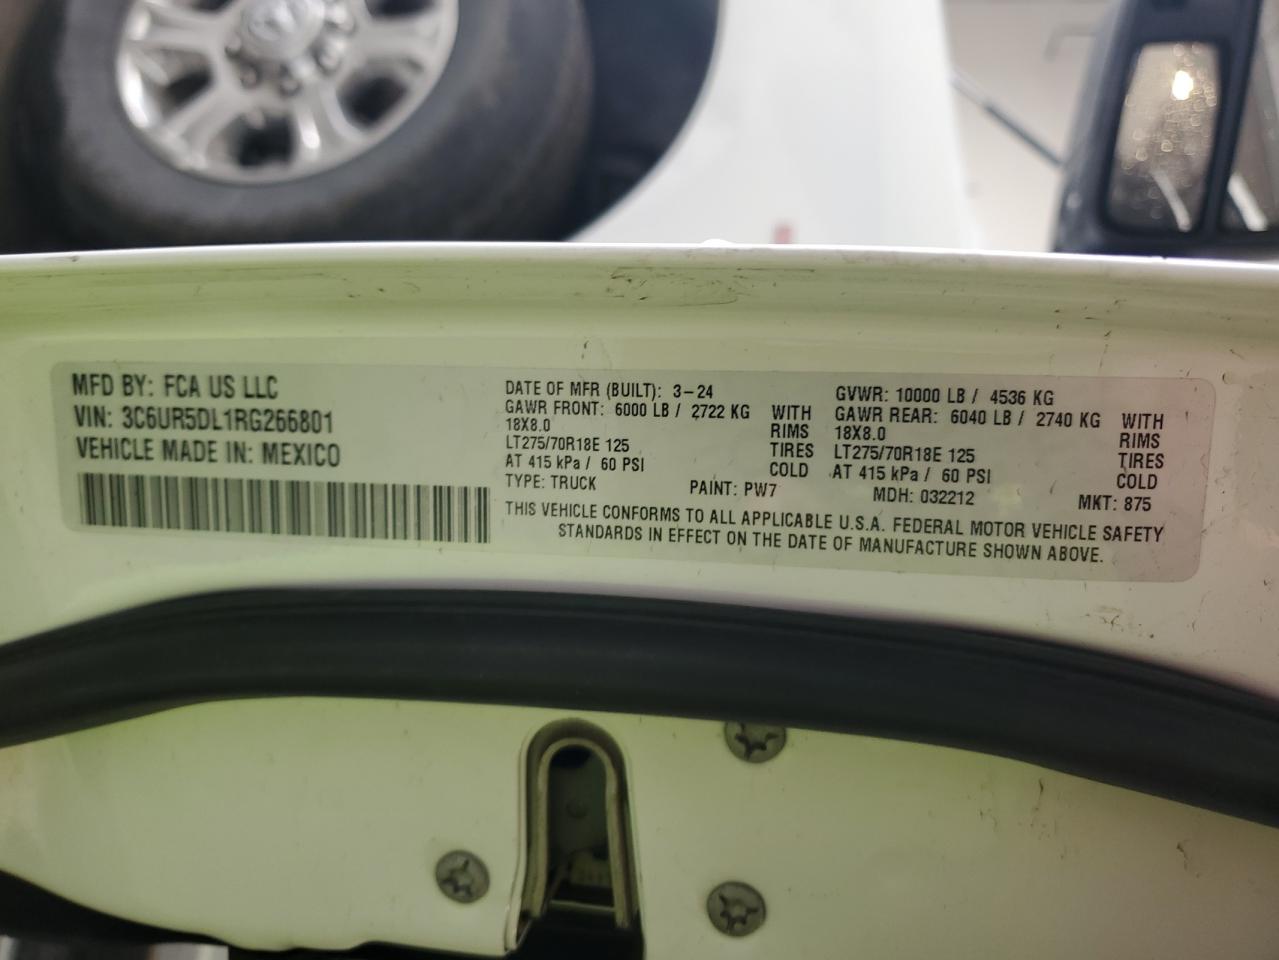 MFD BY: FCA US LLC
VIN: 3C6UR5DL1RG266801
VEHICLE MADE IN: MEXICO
DATE OF MFR (BUILT): 3-24
GAWR FRONT: 6000 LB / 2722 KG WITH
18X8.0 RIMS
LT275/70R18E 125 TIRES
AT 415 kPa / 60 PSI COLD
TYPE: TRUCK PAINT: PW7
GVWR: 10000 LB / 4536 KG
GAWR REAR: 6040 LB / 2740 KG WITH
18X8.0 RIMS
LT275/70R18E 125 TIRES
AT 415 kPa / 60 PSI COLD
MDH: 032212 MKT: 875
THIS VEHICLE CONFORMS TO ALL APPLICABLE U.S.A. FEDERAL MOTOR VEHICLE SAFETY
STANDARDS IN EFFECT ON THE DATE OF MANUFACTURE SHOWN ABOVE.